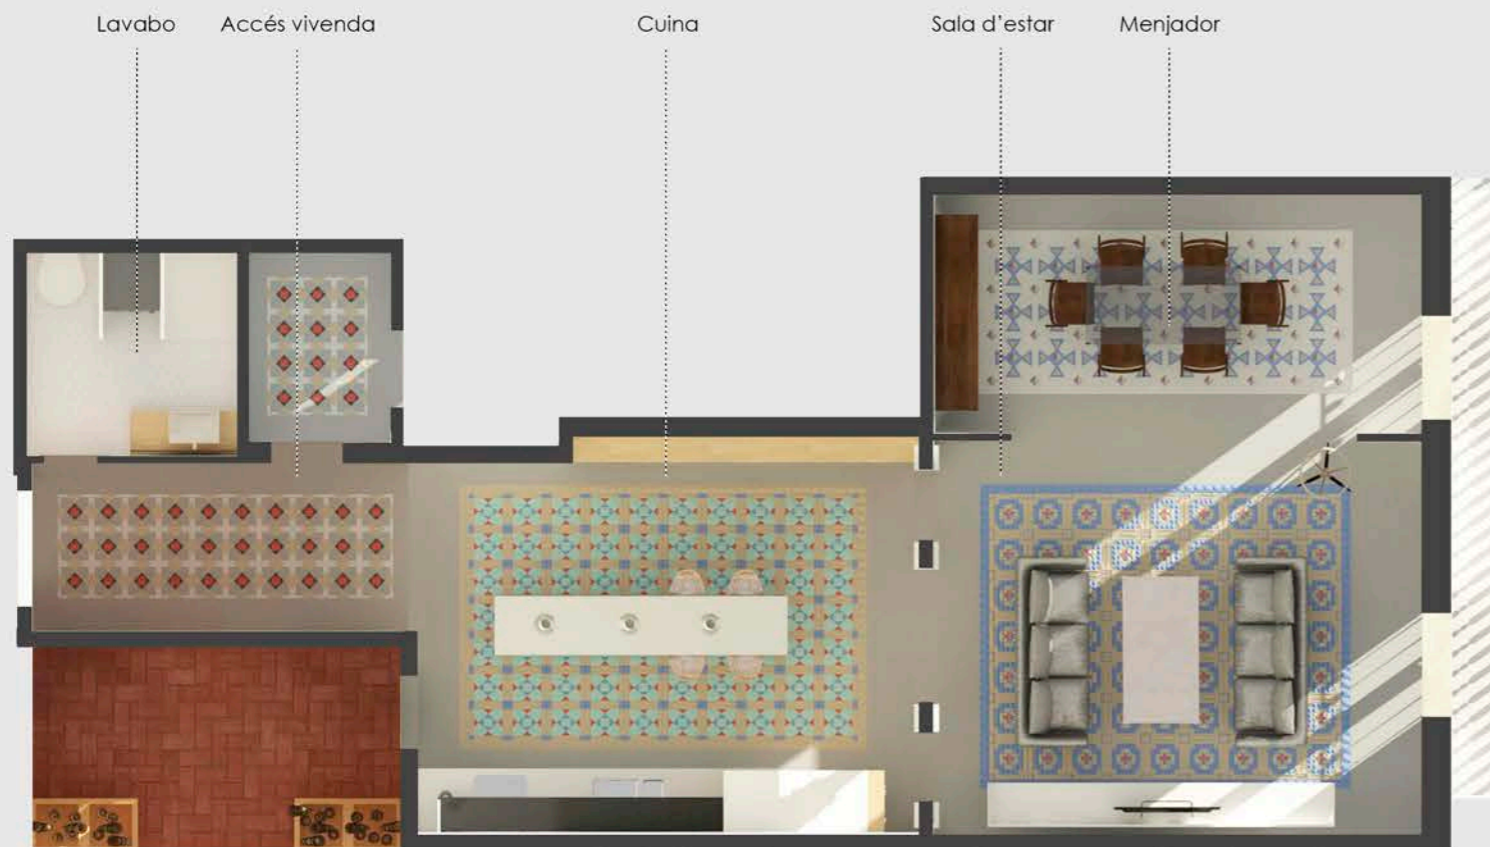 Lavabo
Accés vivenda
Cuina
Sala d’estar
Menjador